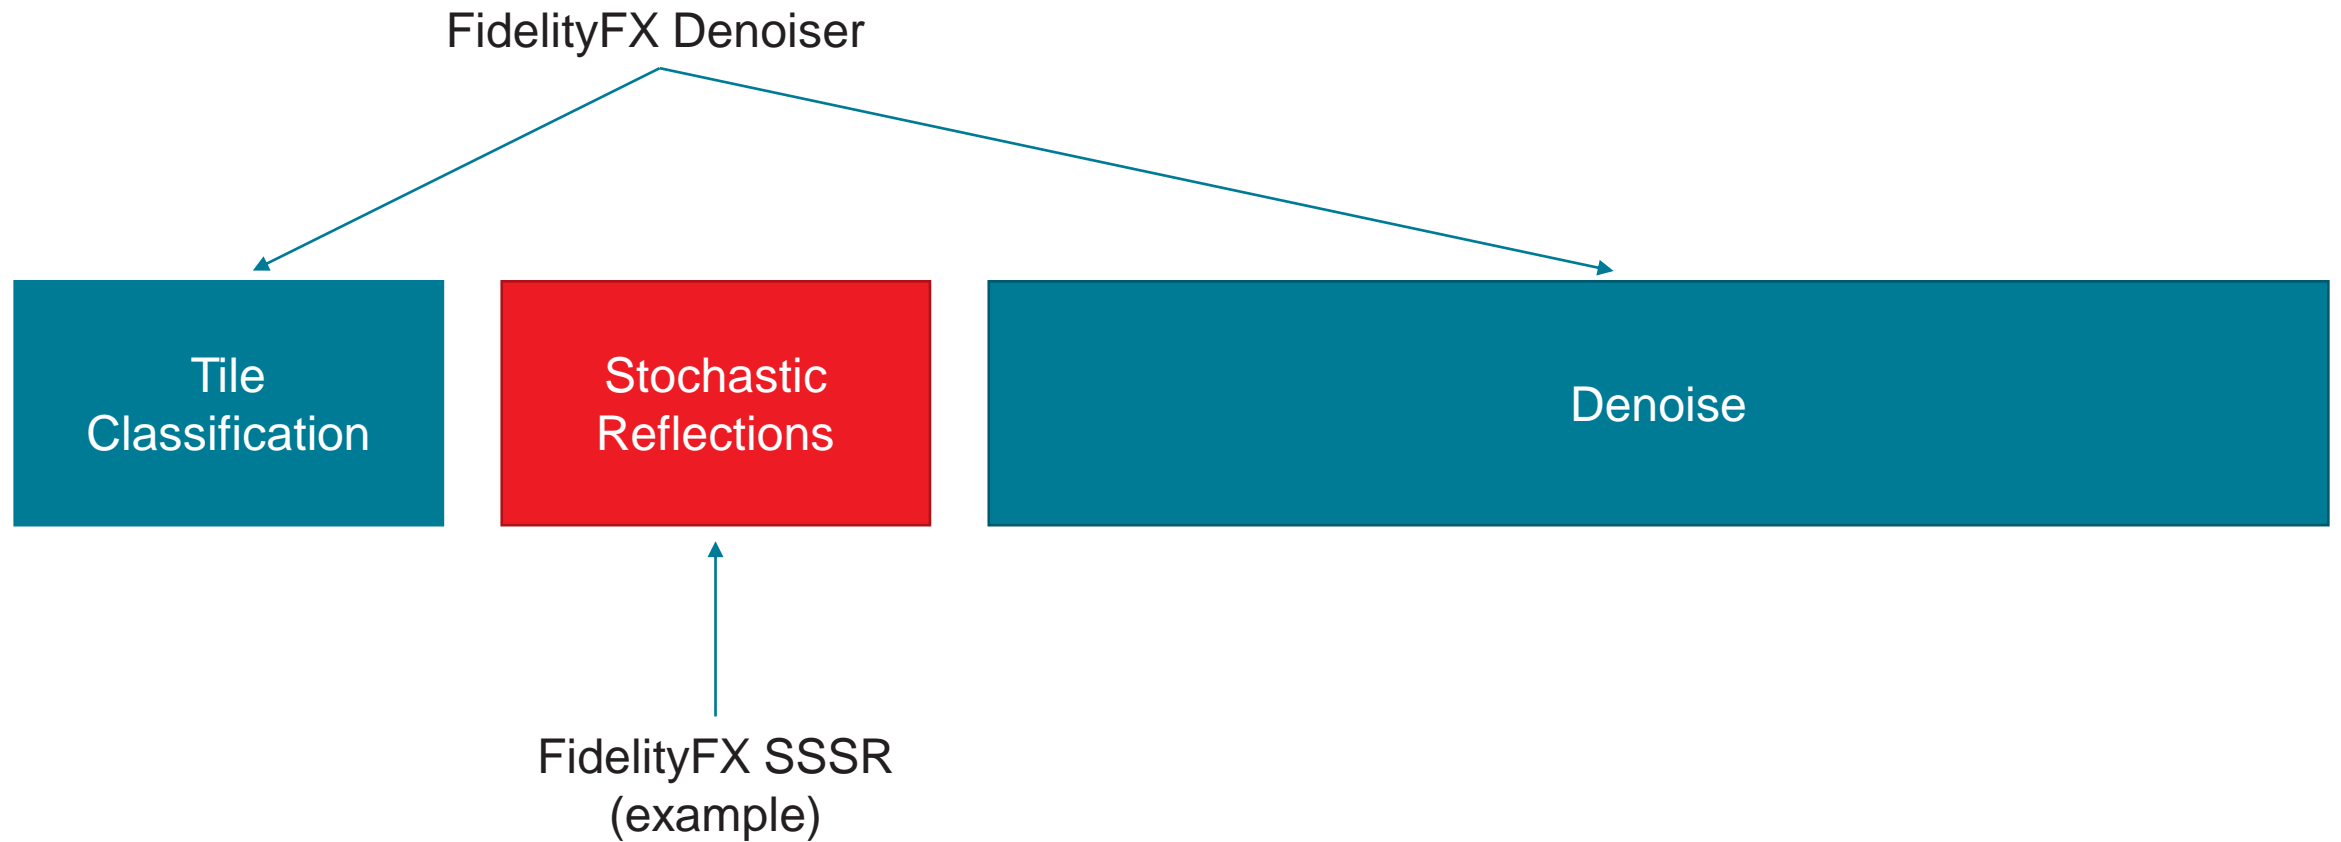 FidelityFX Denoiser
Tile
Classification
Stochastic
Reflections
Denoise
FidelityFX SSSR
(example)